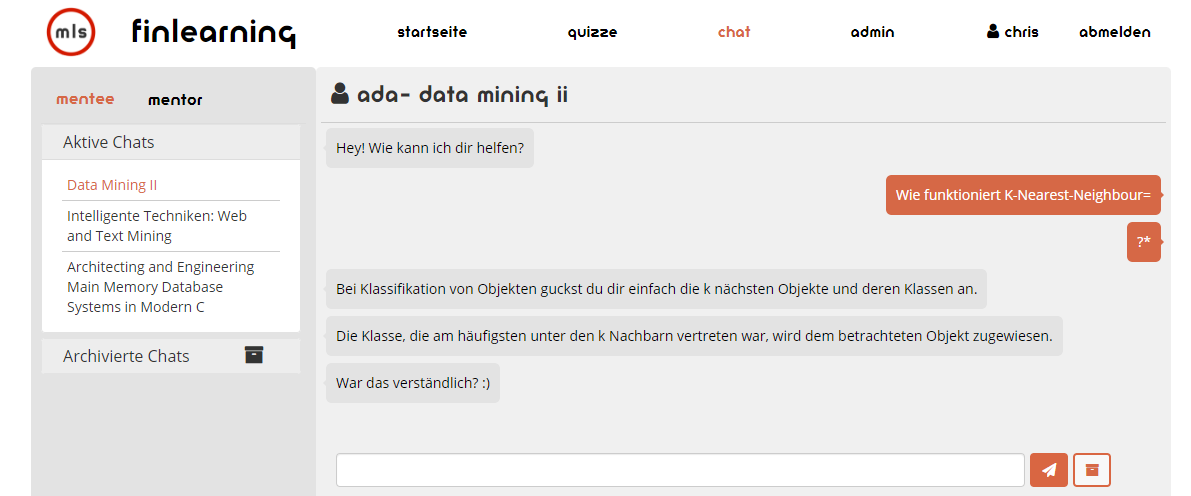 mls finlearning startseite quizze chat admin chris abmelden
mentee mentor
Aktive Chats
Data Mining II
Intelligente Techniken: Web
and Text Mining
Architecting and Engineering
Main Memory Database
Systems in Modern C
Archivierte Chats
ada- data mining ii
Hey! Wie kann ich dir helfen?
Wie funktioniert K-Nearest-Neighbour=
?*
Bei Klassifikation von Objekten guckst du dir einfach die k nächsten Objekte und deren Klassen an.
Die Klasse, die am häufigsten unter den k Nachbarn vertreten war, wird dem betrachteten Objekt zugewiesen.
War das verständlich? :)